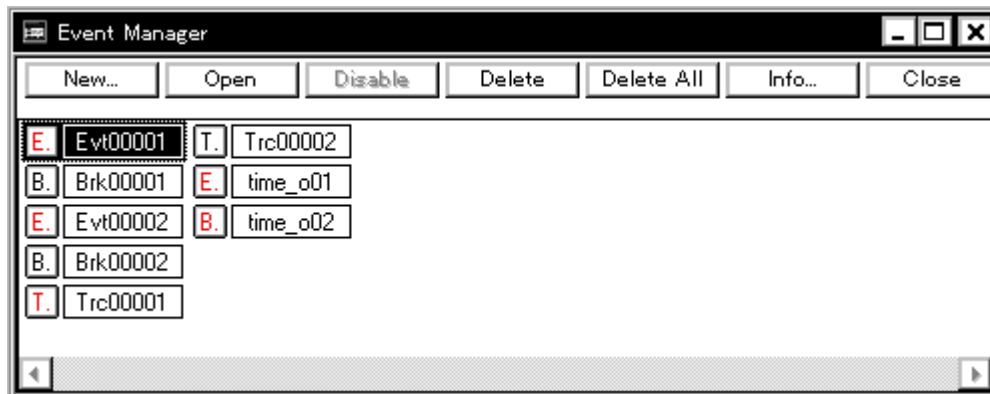 Event Manager
New... Open Disable Delete Delete All Info... Close
E. Evt00001 T. Trc00002
B. Brk00001 E. time_o01
E. Evt00002 B. time_o02
B. Brk00002
T. Trc00001